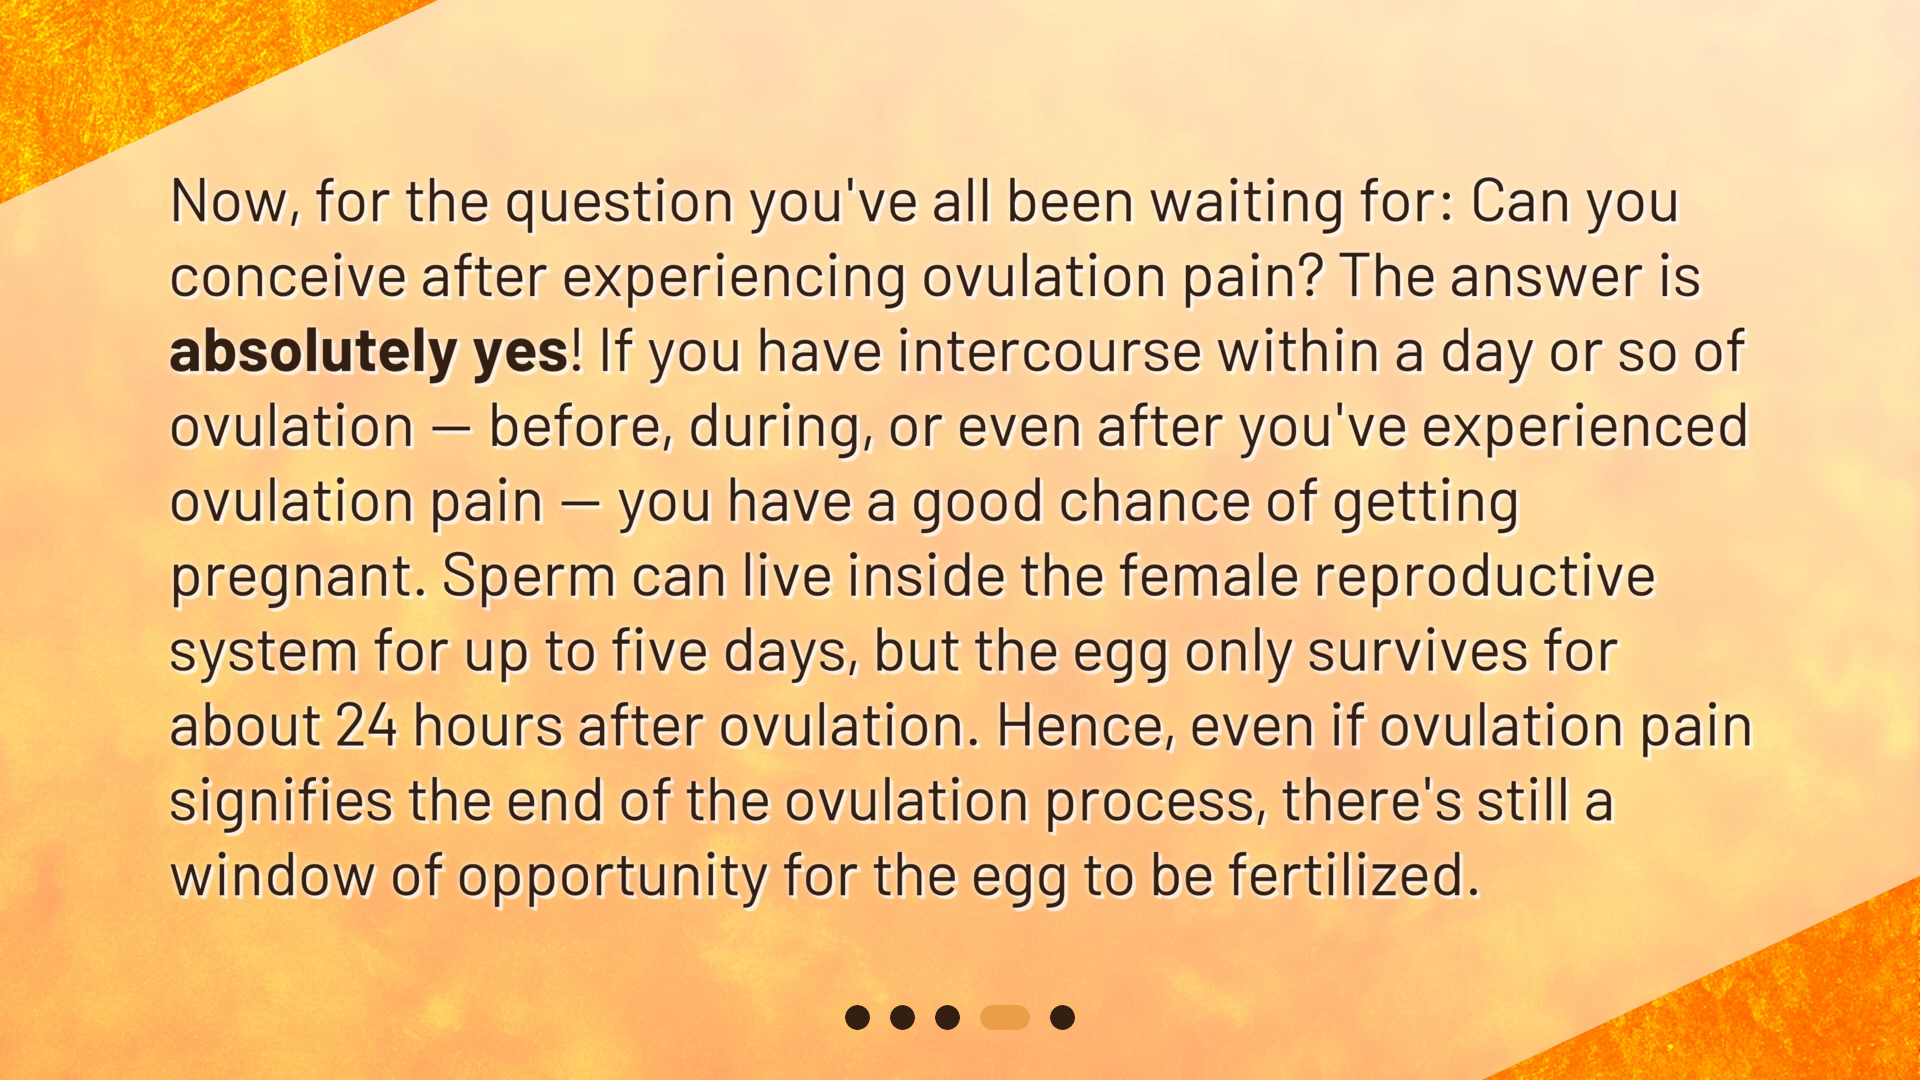 Now, for the question you've all been waiting for: Can you
conceive after experiencing ovulation pain? The answer is
absolutely yes! If you have intercourse within a day or so of
ovulation — before, during, or even after you've experienced
ovulation pain — you have a good chance of getting
pregnant. Sperm can live inside the female reproductive
system for up to five days, but the egg only survives for
about 24 hours after ovulation. Hence, even if ovulation pain
signifies the end of the ovulation process, there's still a
window of opportunity for the egg to be fertilized.